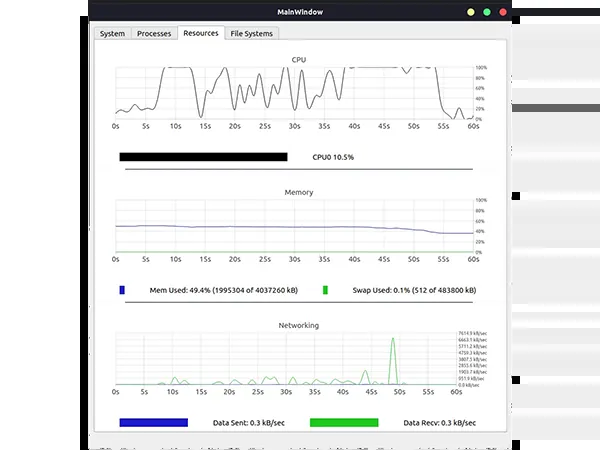 MainWindow
System Processes Resources File Systems
CPU
100%
80%
60%
40%
20%
0%
0s 5s 10s 15s 20s 25s 30s 35s 40s 45s 50s 55s 60s
CPU0 10.5%
Memory
100%
80%
60%
40%
20%
0%
0s 5s 10s 15s 20s 25s 30s 35s 40s 45s 50s 55s 60s
Mem Used: 49.4% (1995304 of 4037260 kB) Swap Used: 0.1% (512 of 483800 kB)
Networking
7614.9 kB/sec
6663.1 kB/sec
5711.2 kB/sec
4759.3 kB/sec
3807.5 kB/sec
2855.6 kB/sec
1903.7 kB/sec
951.9 kB/sec
0.0 kB/sec
0s 5s 10s 15s 20s 25s 30s 35s 40s 45s 50s 55s 60s
Data Sent: 0.3 kB/sec Data Recv: 0.3 kB/sec